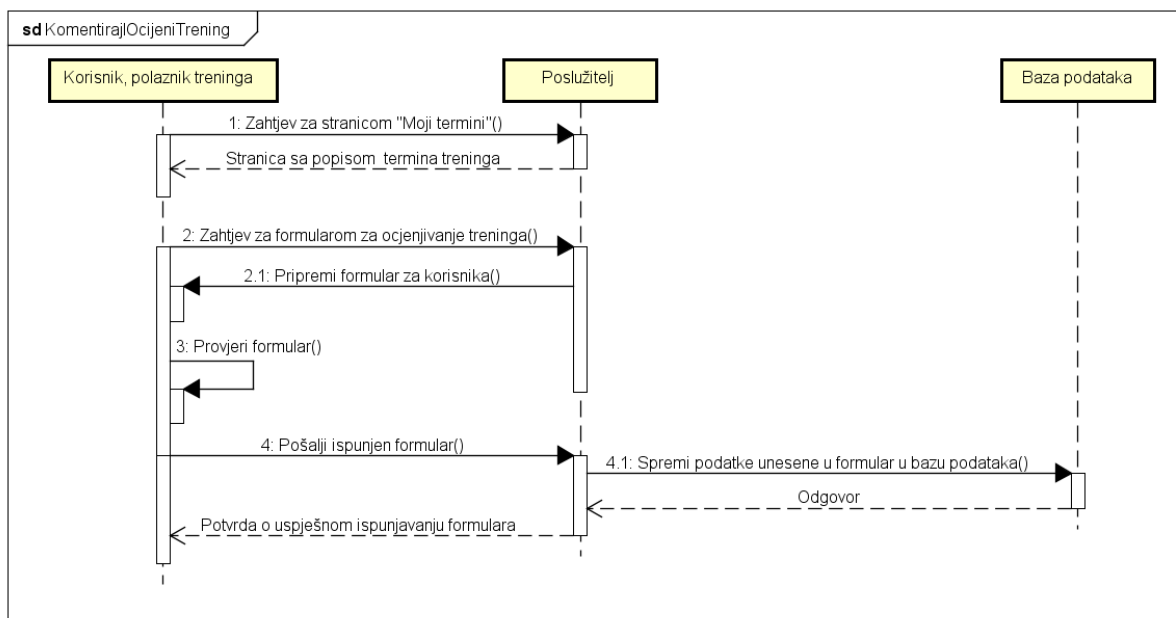 sd KomentirajIOcijeniTrening
Korisnik, polaznik treninga
Poslužitelj
Baza podataka
1: Zahtjev za stranicom "Moji termini"()
Stranica sa popisom termina treninga
2: Zahtjev za formularom za ocjenjivanje treninga()
2.1: Pripremi formular za korisnika()
3: Provjeri formular()
4: Pošalji ispunjen formular()
4.1: Spremi podatke unesene u formular u bazu podataka()
Odgovor
Potvrda o uspješnom ispunjavanju formulara